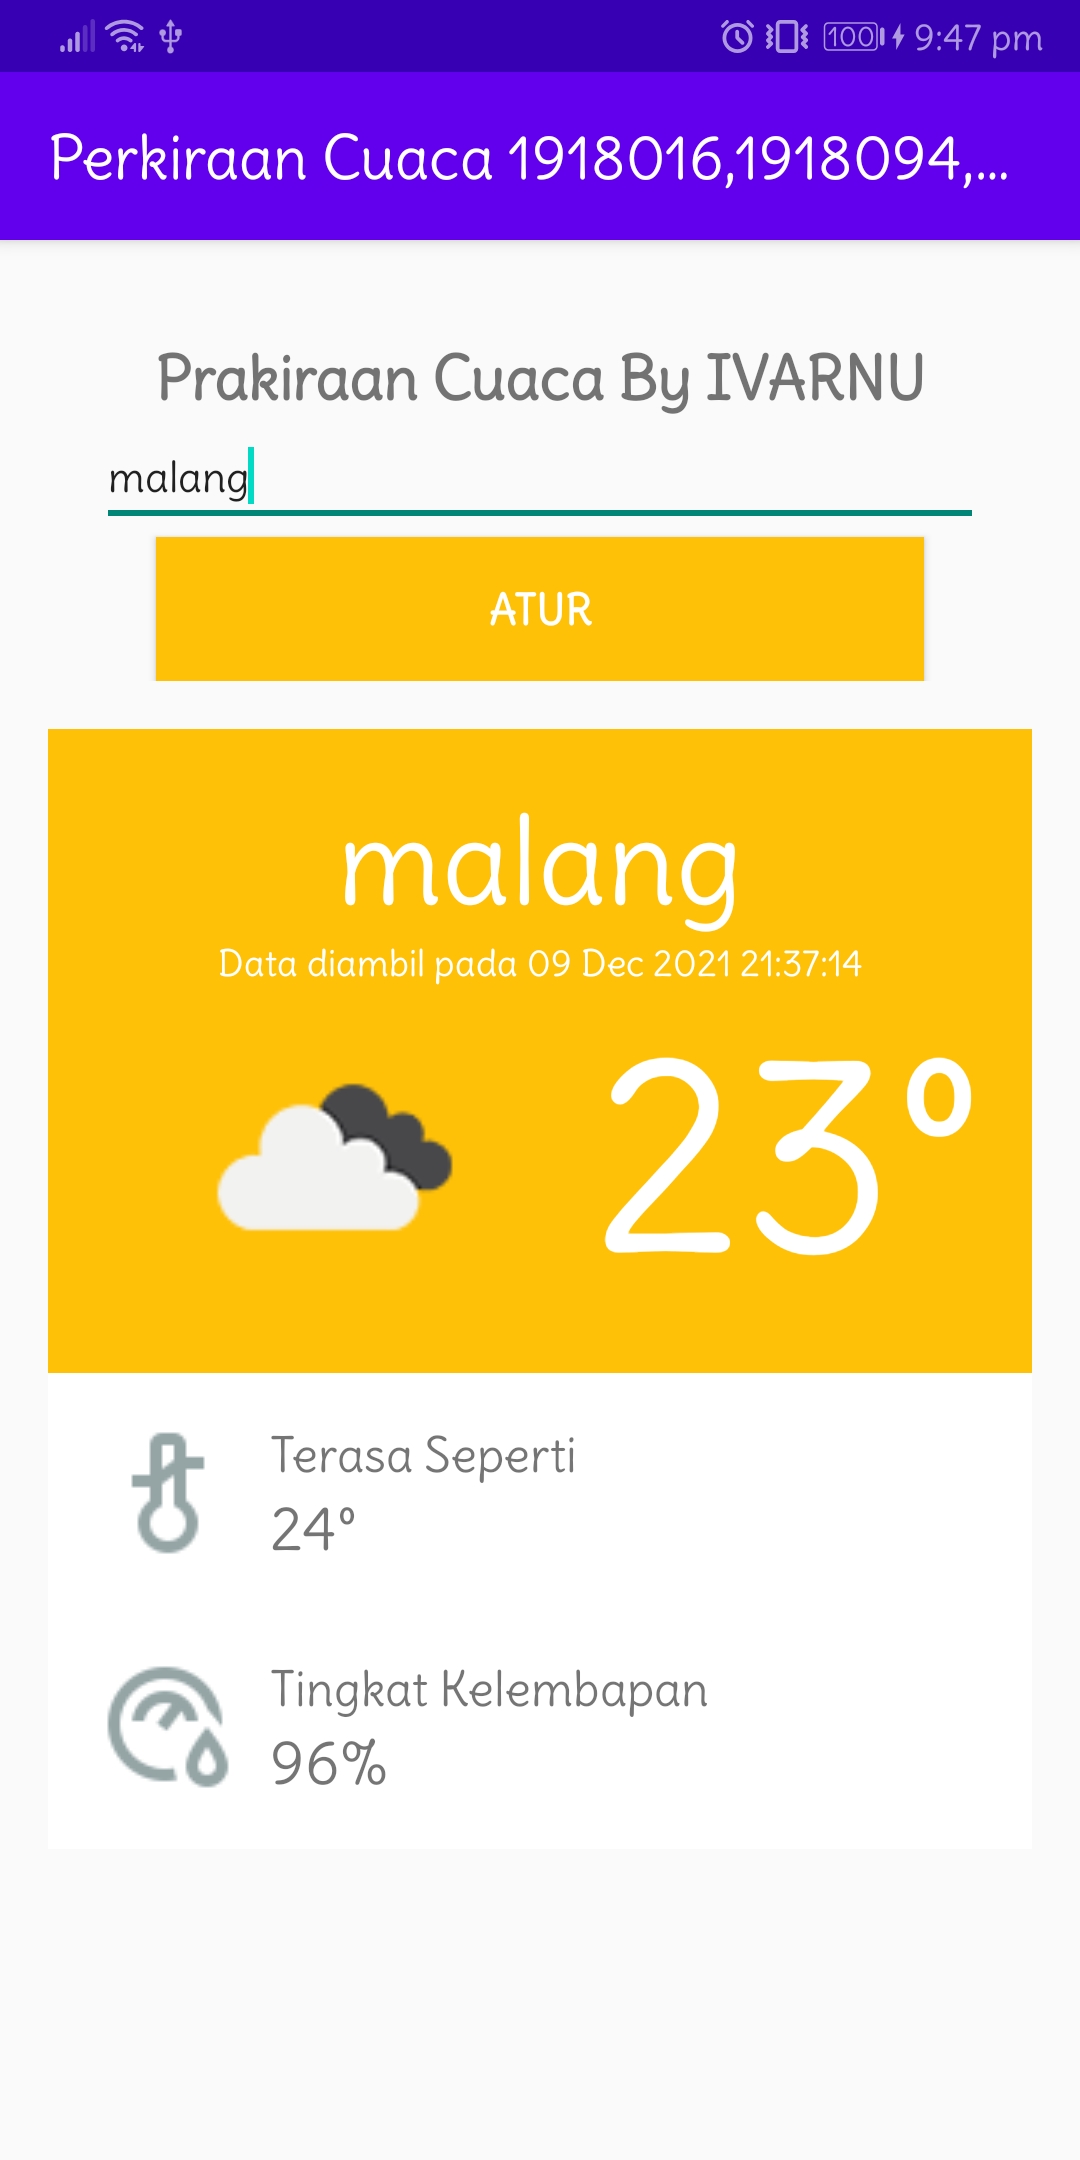 100 9:47 pm
Perkiraan Cuaca 1918016,1918094,...
Prakiraan Cuaca By IVARNU
malang
ATUR
malang
Data diambil pada 09 Dec 2021 21:37:14
23°
Terasa Seperti
24°
Tingkat Kelembapan
96%